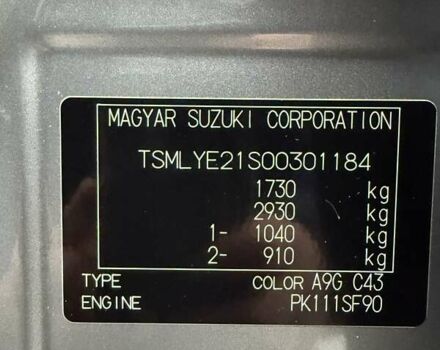 MAGYAR SUZUKI CORPORATION
TSMLYE21S00301184
1730 kg
2930 kg
1- 1040 kg
2- 910 kg
TYPE COLOR A9G C43
ENGINE PK111SF90